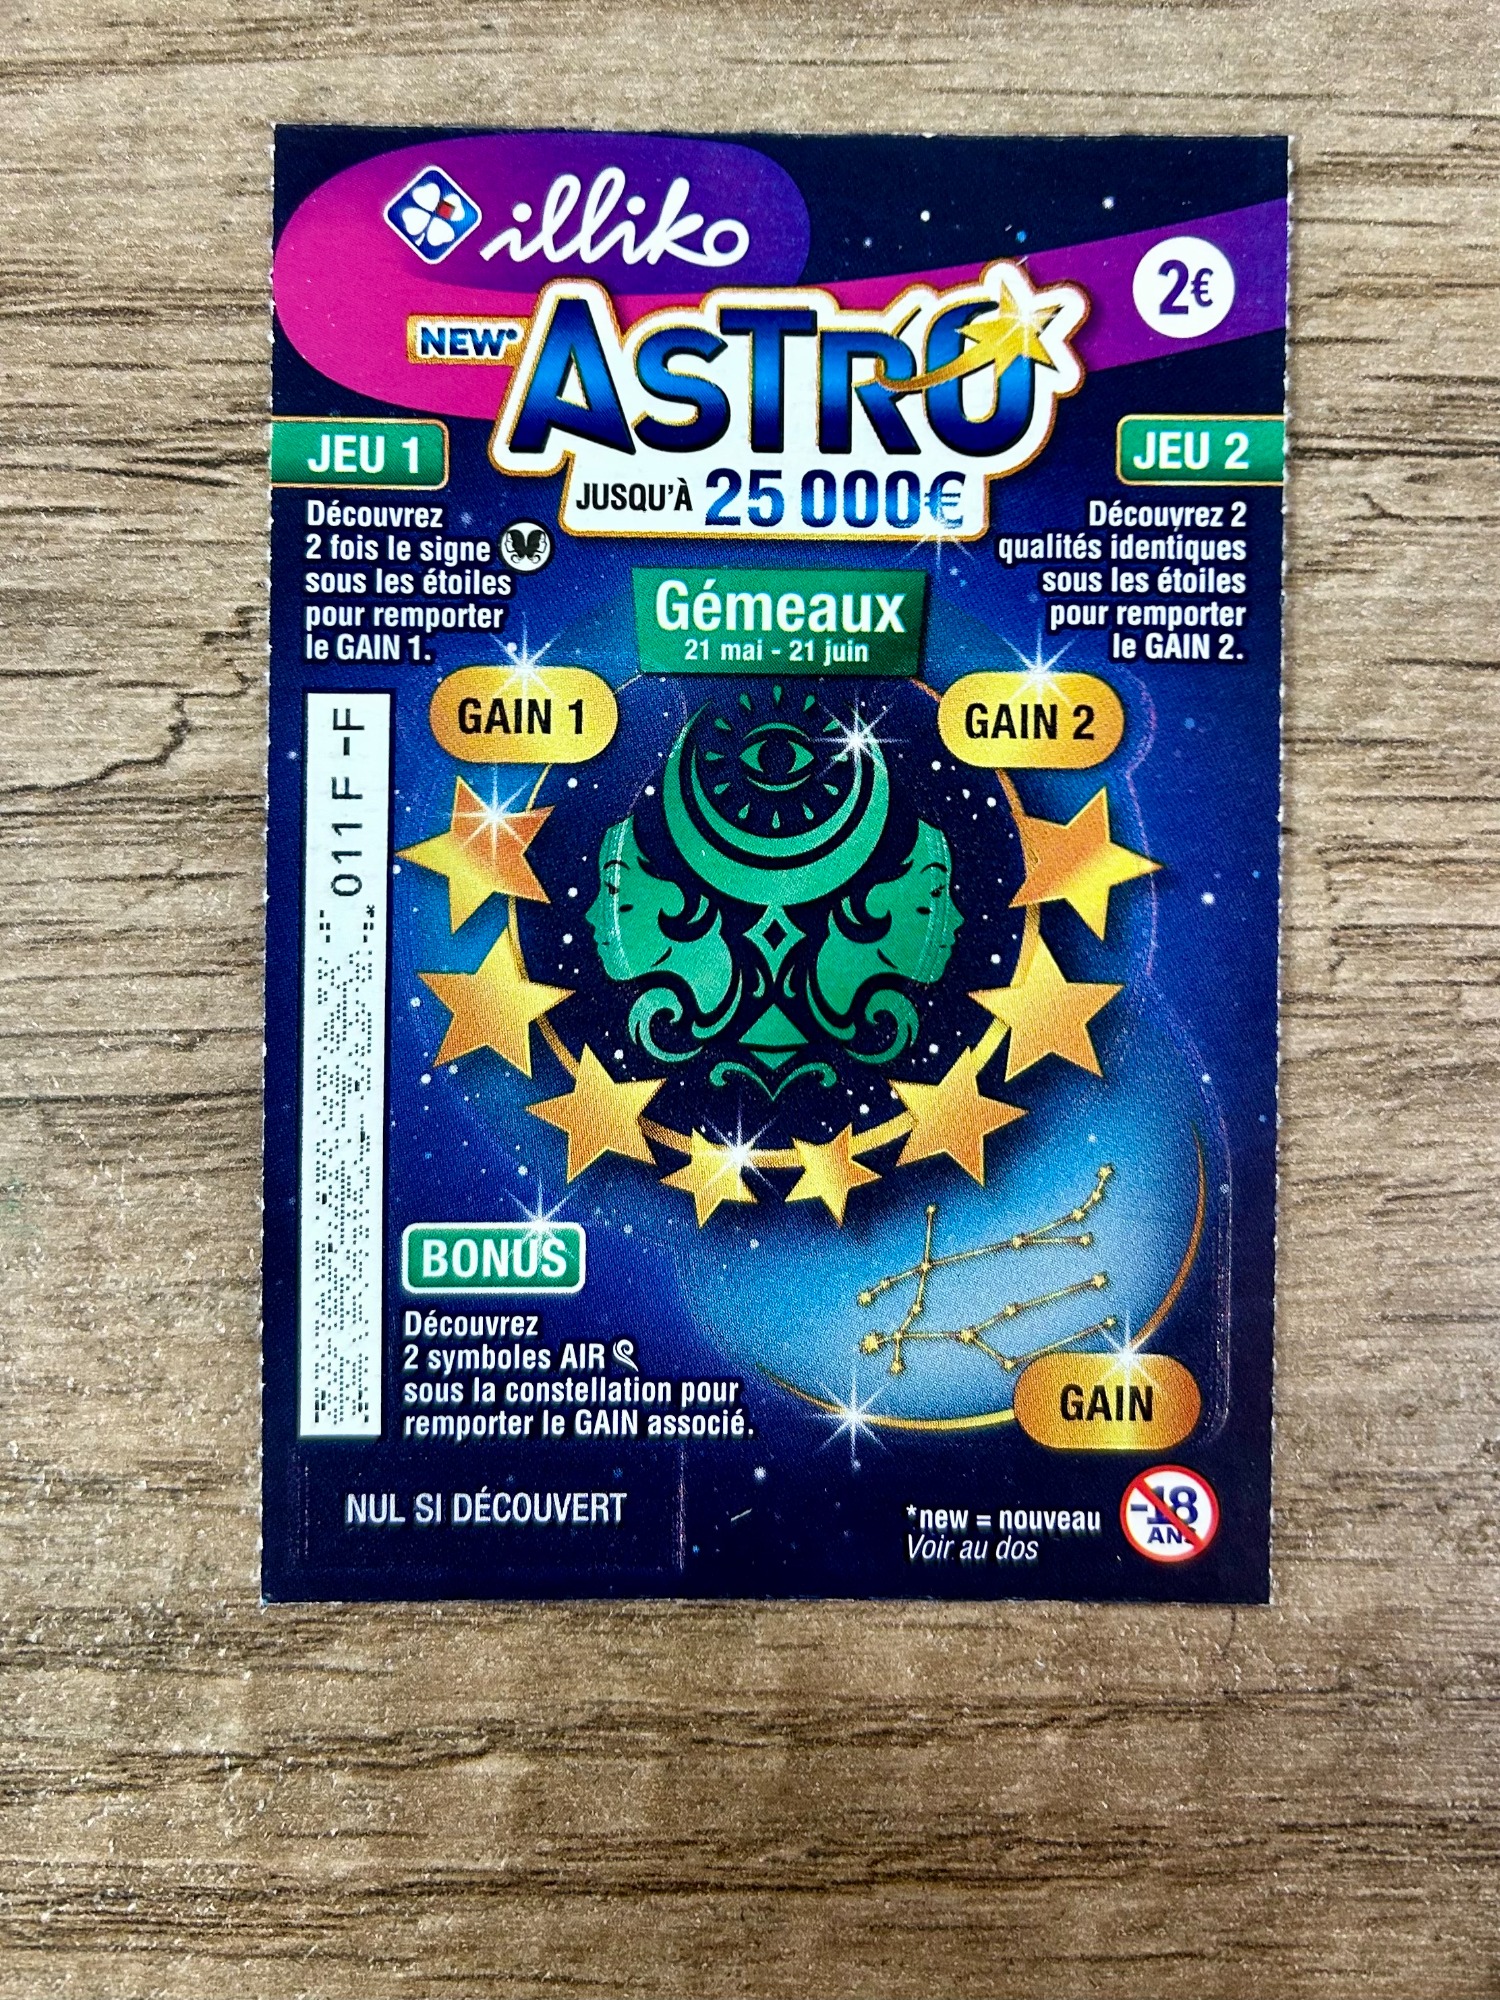 illiko
2€
NEW*
ASTRO
JUSQU'À 25 000€
JEU 1
Découvrez
2 fois le signe
sous les étoiles
pour remporter
le GAIN 1.
JEU 2
Découvrez 2
qualités identiques
sous les étoiles
pour remporter
le GAIN 2.
Gémeaux
21 mai - 21 juin
GAIN 1
GAIN 2
011F-F
BONUS
Découvrez
2 symboles AIR
sous la constellation pour
remporter le GAIN associé.
GAIN
NUL SI DÉCOUVERT
*new = nouveau
Voir au dos
-18
ANS